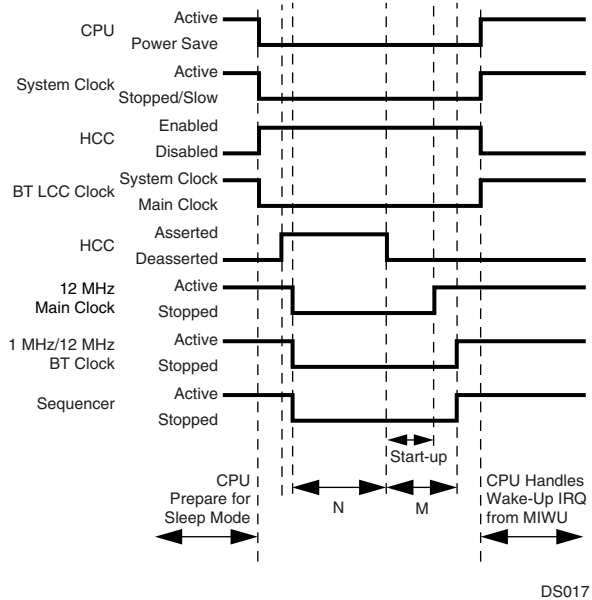 CPU
Active
Power Save
System Clock
Active
Stopped/Slow
HCC
Enabled
Disabled
BT LCC Clock
System Clock
Main Clock
HCC
Asserted
Deasserted
12 MHz
Main Clock
Active
Stopped
1 MHz/12 MHz
BT Clock
Active
Stopped
Sequencer
Active
Stopped
Start-up
CPU
Prepare for
Sleep Mode
N
M
CPU Handles
Wake-Up IRQ
from MIWU
DS017